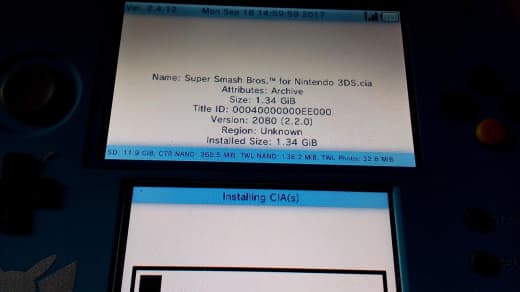 Ver. 2.4.12 Mon Sep 18 14:59:59 2017
Name: Super Smash Bros.™ for Nintendo 3DS.cia
Attributes: Archive
Size: 1.34 GiB
Title ID: 00040000000EE000
Version: 2080 (2.2.0)
Region: Unknown
Installed Size: 1.34 GiB
SD: 11.9 GiB, CTR NAND: 360.5 MiB, TWL NAND: 138.2 MiB, TWL Photo: 32.6 MiB
Installing CIA(s)